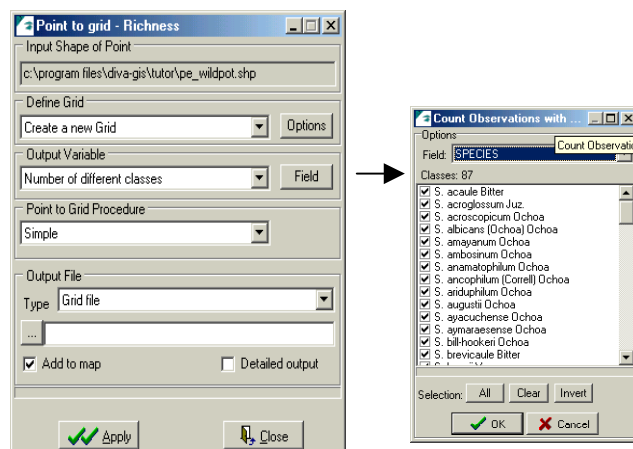 Point to grid - Richness
Input Shape of Point
c:\program files\diva-gis\tutor\pe_wildpot.shp
Define Grid
Create a new Grid
Options
Output Variable
Number of different classes
Field
Point to Grid Procedure
Simple
Output File
Type
Grid file
...
Add to map
Detailed output
Apply
Close
Count Observations with ...
Options
Count Observatio
Field:
SPECIES
Classes: 87
S. acaule Bitter
S. acroglossum Juz.
S. acroscopicum Ochoa
S. albicans (Ochoa) Ochoa
S. amayanum Ochoa
S. ambosinum Ochoa
S. anamatophilum Ochoa
S. ancophilum (Correll) Ochoa
S. ariduphilum Ochoa
S. augustii Ochoa
S. ayacuchense Ochoa
S. aymaraesense Ochoa
S. bill-hookeri Ochoa
S. brevicaule Bitter
Selection:
All
Clear
Invert
OK
Cancel